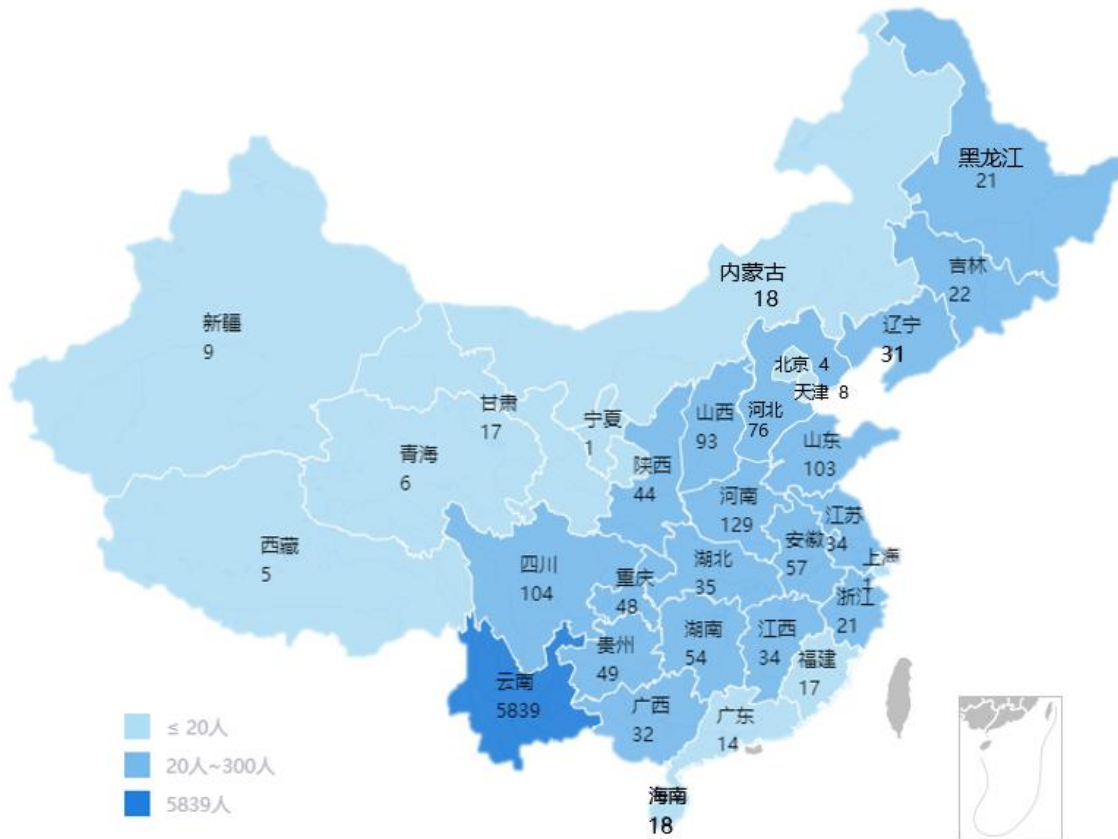 黑龙江
21
吉林
22
内蒙古
18
辽宁
31
新疆
9
北京 4
天津 8
甘肃
17
宁夏
1
山西
93
河北
76
山东
103
青海
6
陕西
44
河南
129
江苏
34
安徽
57
上海
1
西藏
5
四川
104
重庆
48
湖北
35
浙江
21
贵州
49
湖南
54
江西
34
福建
17
云南
5839
广西
32
广东
14
海南
18
≤ 20人
20人~300人
5839人